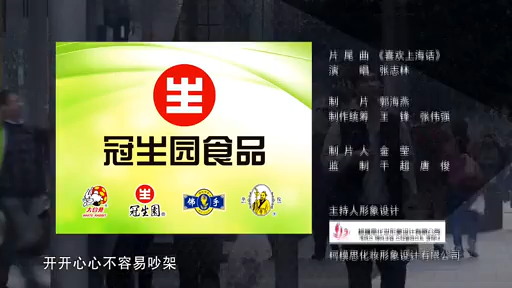 生
冠生园食品
大白兔
WHITE RABBIT
生
冠生园
佛手
片尾曲 《喜欢上海话》
演 唱 张志林
制 片 郭海燕
制作统筹 王 锋 张伟强
制片人 金 莹
监 制 干 超 唐 俊
主持人形象设计
柯模思化妆形象设计有限公司
开开心心不容易吵架